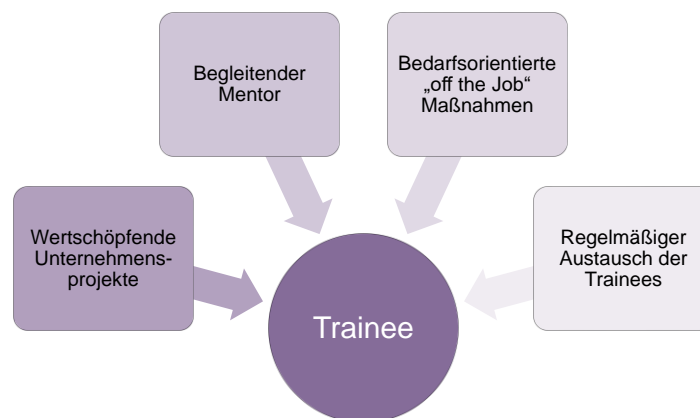 Begleitender
Mentor
Bedarfsorientierte
„off the Job“
Maßnahmen
Wertschöpfende
Unternehmens-
projekte
Regelmäßiger
Austausch der
Trainees
Trainee